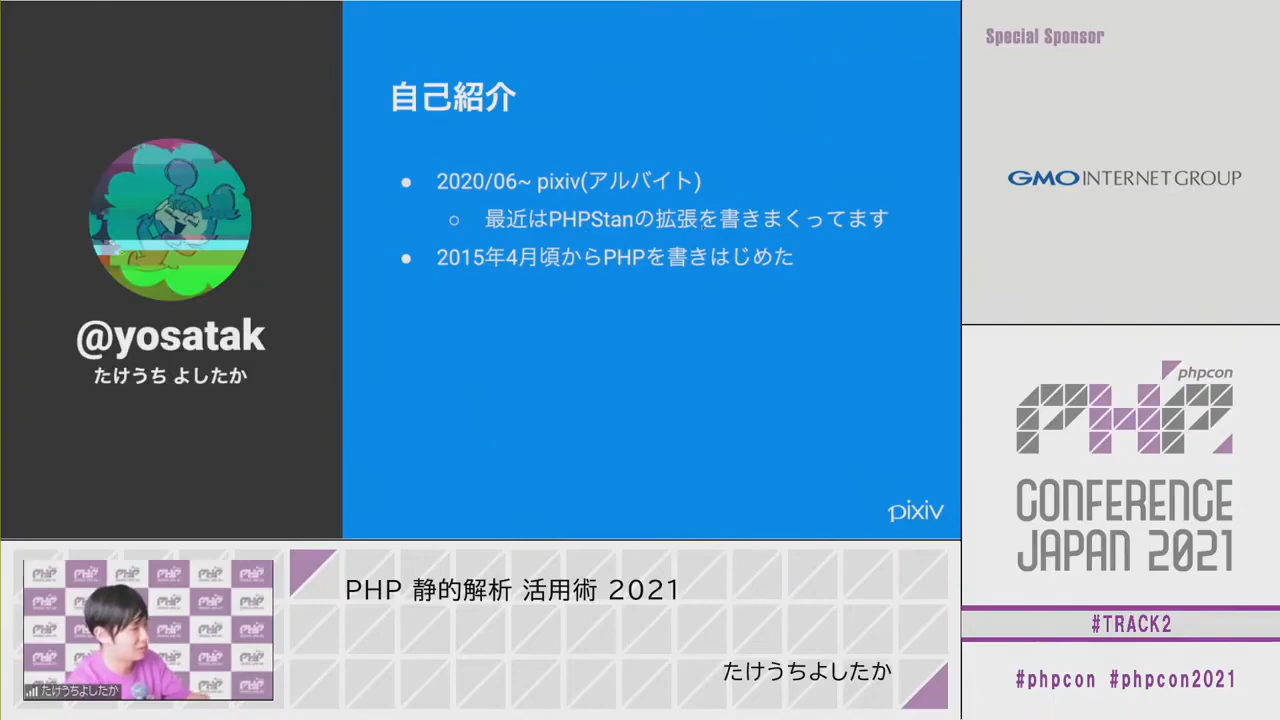 自己紹介
2020/06~ pixiv(アルバイト)
最近はPHPStanの拡張を書きまくってます
2015年4月頃からPHPを書きはじめた
@yosatak
たけうち よしたか
pixiv
Special Sponsor
GMO INTERNET GROUP
phpcon
PHP
CONFERENCE
JAPAN 2021
#TRACK2
#phpcon #phpcon2021
PHP 静的解析 活用術 2021
たけうちよしたか
たけうちよしたか